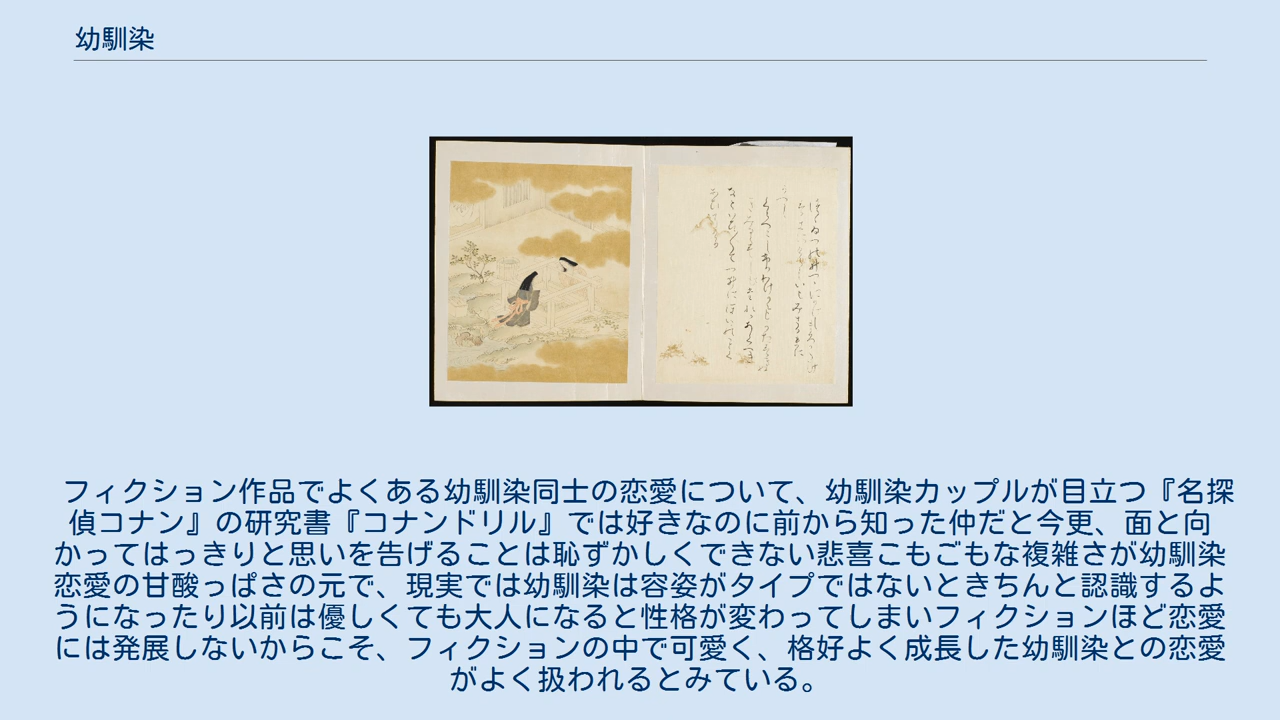 幼馴染
フィクション作品でよくある幼馴染同士の恋愛について、幼馴染カップルが目立つ『名探
偵コナン』の研究書『コナンドリル』では好きなのに前から知った仲だと今更、面と向
かってはっきりと思いを告げることは恥ずかしくできない悲喜こもごもな複雑さが幼馴染
恋愛の甘酸っぱさの元で、現実では幼馴染は容姿がタイプではないときちんと認識するよ
うになったり以前は優しくても大人になると性格が変わってしまいフィクションほど恋愛
には発展しないからこそ、フィクションの中で可愛く、格好よく成長した幼馴染との恋愛
がよく扱われるとみている。